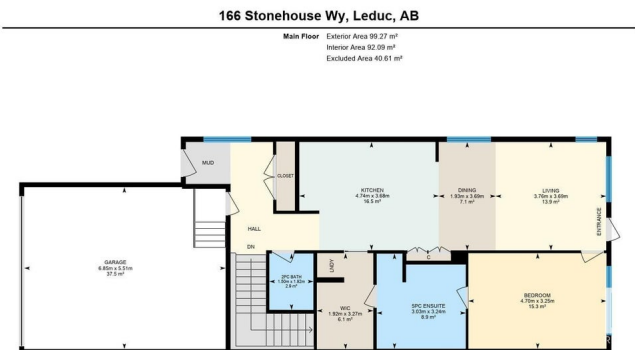 166 Stonehouse Wy, Leduc, AB
Main Floor Exterior Area 99.27 m²
Interior Area 92.09 m²
Excluded Area 40.61 m²
MUD
CLOSET
KITCHEN
4.74m x 3.68m
16.5 m²
DINING
1.93m x 3.69m
7.1 m²
LIVING
3.76m x 3.69m
13.9 m²
ENTRANCE
HALL
DN
GARAGE
6.85m x 5.51m
37.5 m²
2PC BATH
1.50m x 1.92m
2.9 m²
LNDY
C
WIC
1.92m x 3.27m
6.1 m²
5PC ENSUITE
3.03m x 3.24m
8.9 m²
BEDROOM
4.70m x 3.25m
15.3 m²